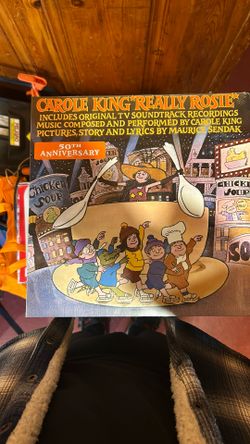 CAROLE KING "REALLY ROSIE"
INCLUDES ORIGINAL TV SOUNDTRACK RECORDINGS
MUSIC COMPOSED AND PERFORMED BY CAROLE KING
PICTURES, STORY AND LYRICS BY MAURICE SENDAK
50TH
ANNIVERSARY
CHICKEN
SOUP
CHICKEN
SOUP